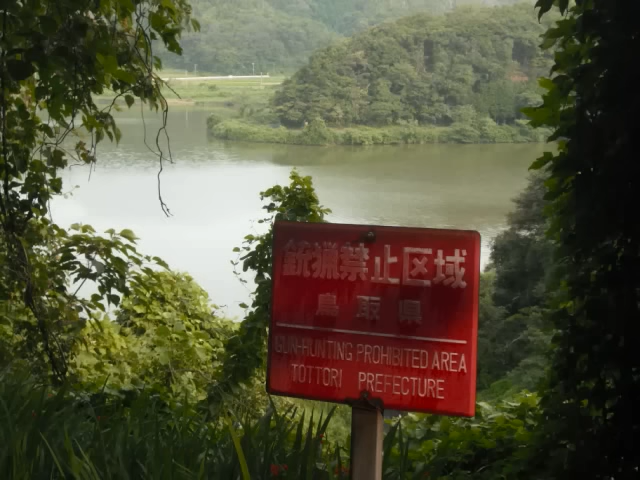 銃猟禁止区域
鳥取県
GUN-HUNTING PROHIBITED AREA
TOTTORI PREFECTURE